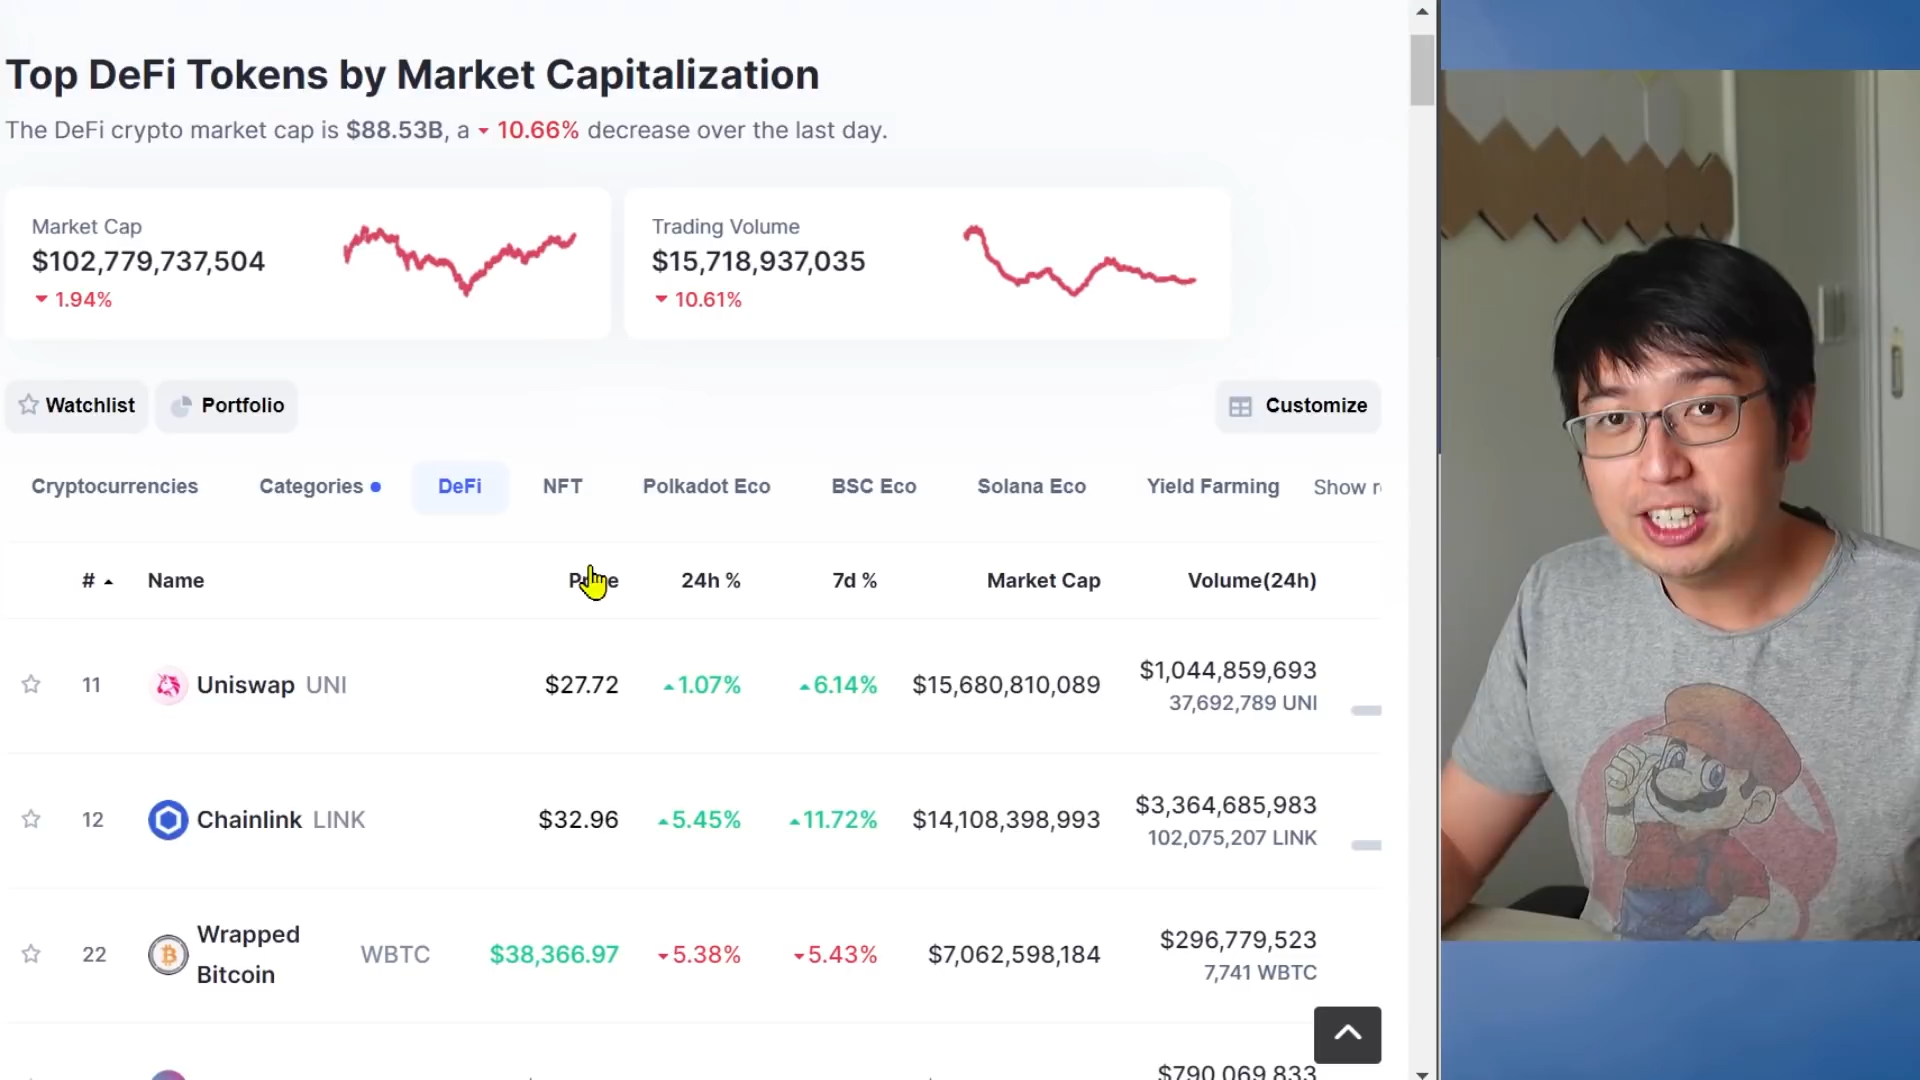 Top DeFi Tokens by Market Capitalization
The DeFi crypto market cap is $88.53B, a 10.66% decrease over the last day.
Market Cap
$102,779,737,504
1.94%
Trading Volume
$15,718,937,035
10.61%
Watchlist
Portfolio
Customize
Cryptocurrencies Categories DeFi NFT Polkadot Eco BSC Eco Solana Eco Yield Farming Show
# Name 24h % 7d % Market Cap Volume(24h)
11 Uniswap UNI $27.72 1.07% 6.14% $15,680,810,089 $1,044,859,693
37,692,789 UNI
12 Chainlink LINK $32.96 5.45% 11.72% $14,108,398,993 $3,364,685,983
102,075,207 LINK
22 Wrapped Bitcoin WBTC $38,366.97 5.38% 5.43% $7,062,598,184 $296,779,523
7,741 WBTC
$790,069,833